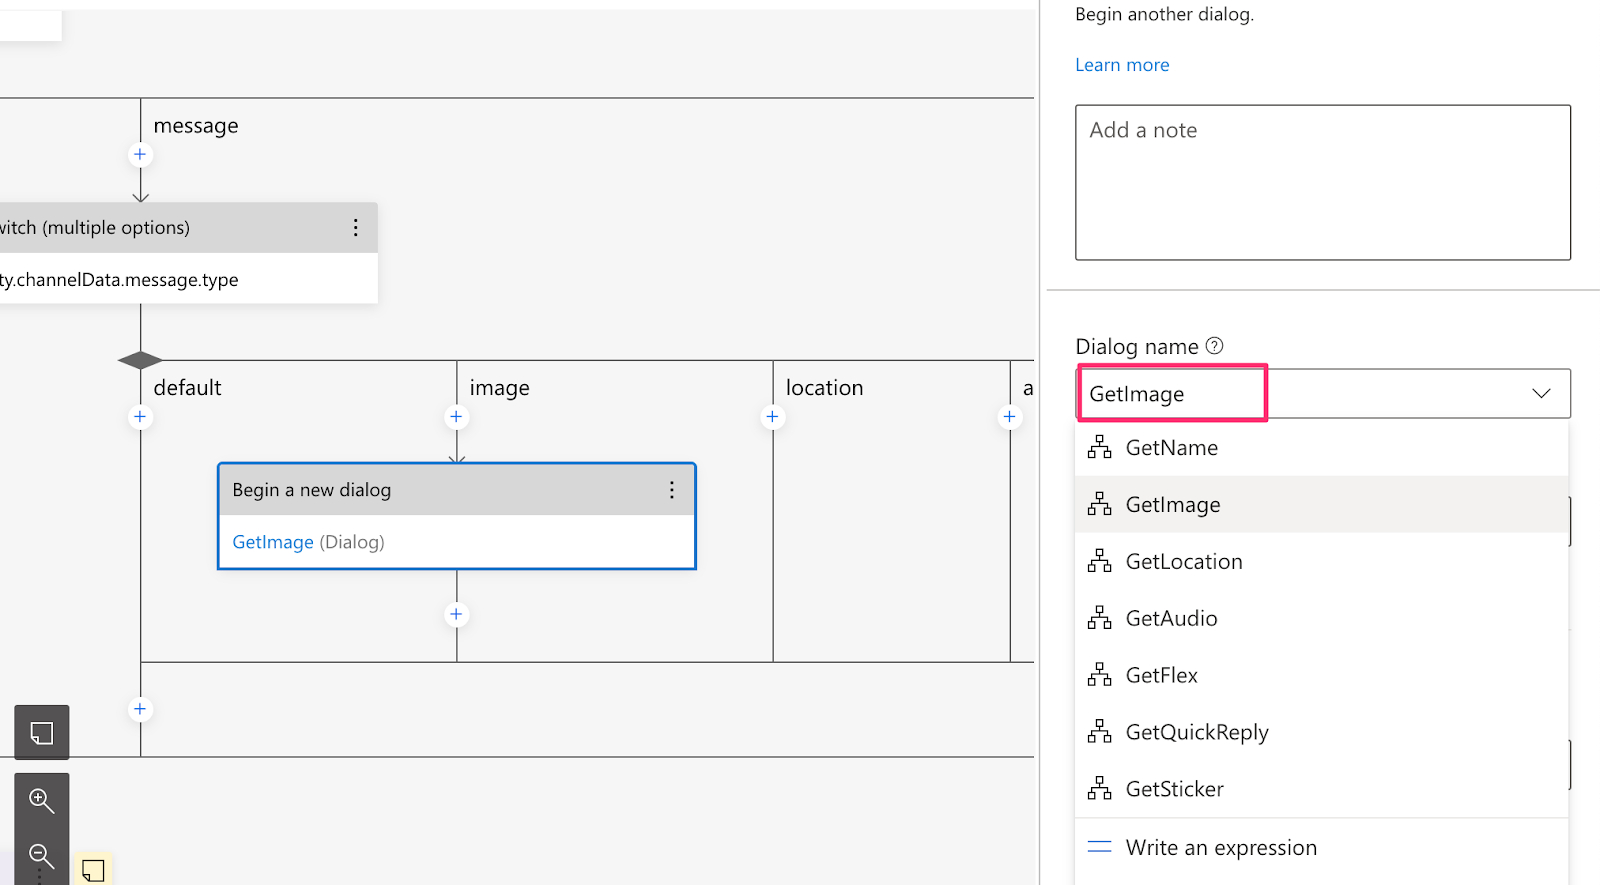 message
witch (multiple options)
ty.channelData.message.type
default
image
location
a
Begin a new dialog
GetImage (Dialog)
Begin another dialog.
Learn more
Add a note
Dialog name
GetImage
GetName
GetImage
GetLocation
GetAudio
GetFlex
GetQuickReply
GetSticker
Write an expression